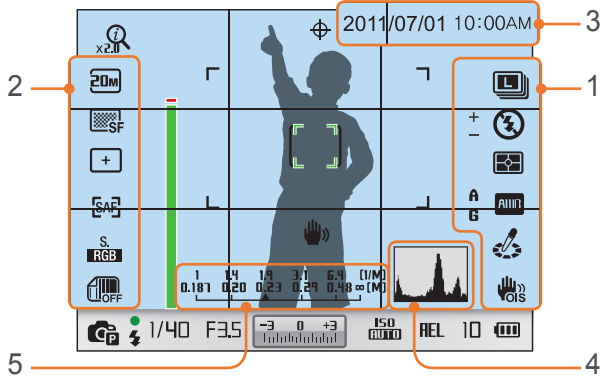 2011/07/01 10:00AM
3
x2.0
2
20M
L
1
SF
+
-
+
SAF
A
G
AWB
S.
RGB
OFF
OIS
1 1.4 1.9 3.1 6.4 (1/M)
0.187 0.20 0.23 0.29 0.48 ∞ (M)
P
1/40 F3.5
-3 0 +3
ISO
AUTO
REL 10
5
4